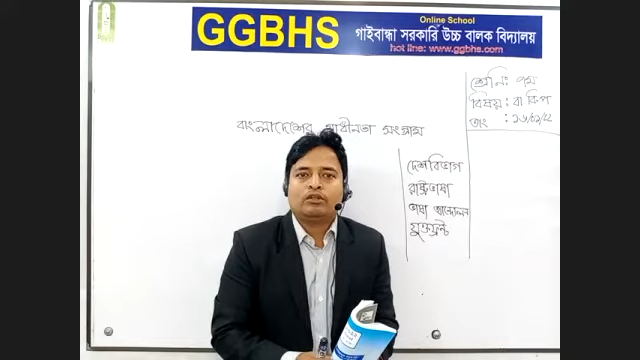 GGBHS
Online School
গাইবান্ধা সরকারি উচ্চ বালক বিদ্যালয়
hot line: www.ggbhs.com
শ্রেনি: ৭ম
বিষয়: বা বি প
তাং :
বাংলাদেশের স্বাধীনতা সংগ্রাম
দেশবিভাগ
রাষ্ট্রভাষা
ভাষা আন্দোলন
যুক্তফ্রন্ট